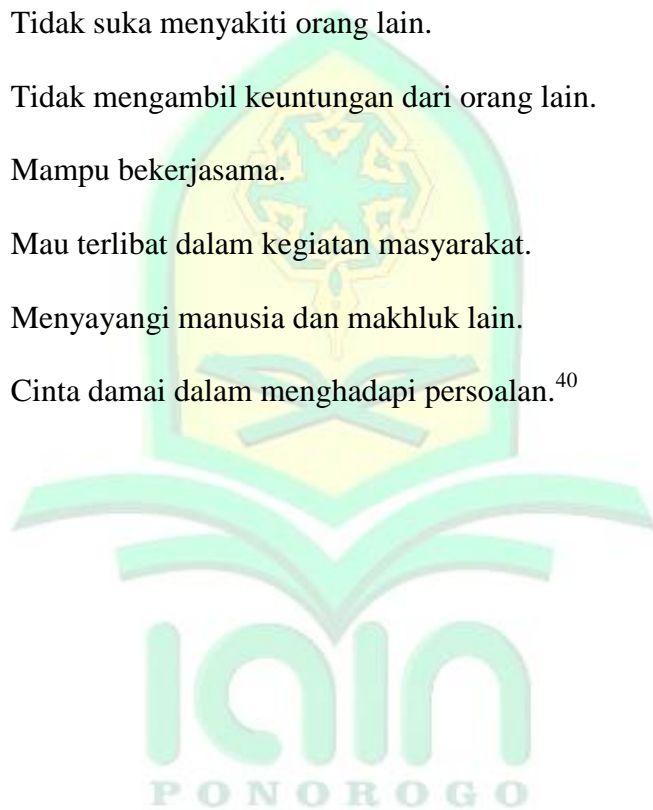 Tidak suka menyakiti orang lain.
Tidak mengambil keuntungan dari orang lain.
Mampu bekerjasama.
Mau terlibat dalam kegiatan masyarakat.
Menyayangi manusia dan makhluk lain.
Cinta damai dalam menghadapi persoalan.40
iain
PONOROGO